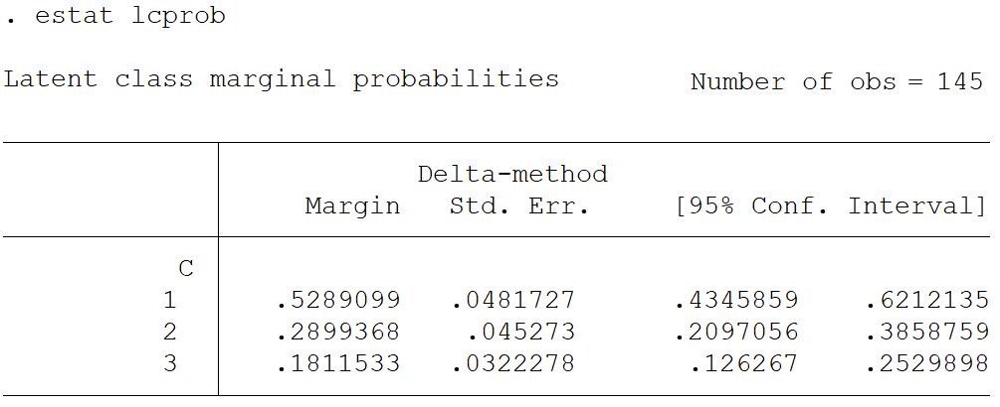 . estat lcprob
Latent class marginal probabilities Number of obs = 145
Delta-method
Margin Std. Err. [95% Conf. Interval]
C
1 .5289099 .0481727 .4345859 .6212135
2 .2899368 .045273 .2097056 .3858759
3 .1811533 .0322278 .126267 .2529898